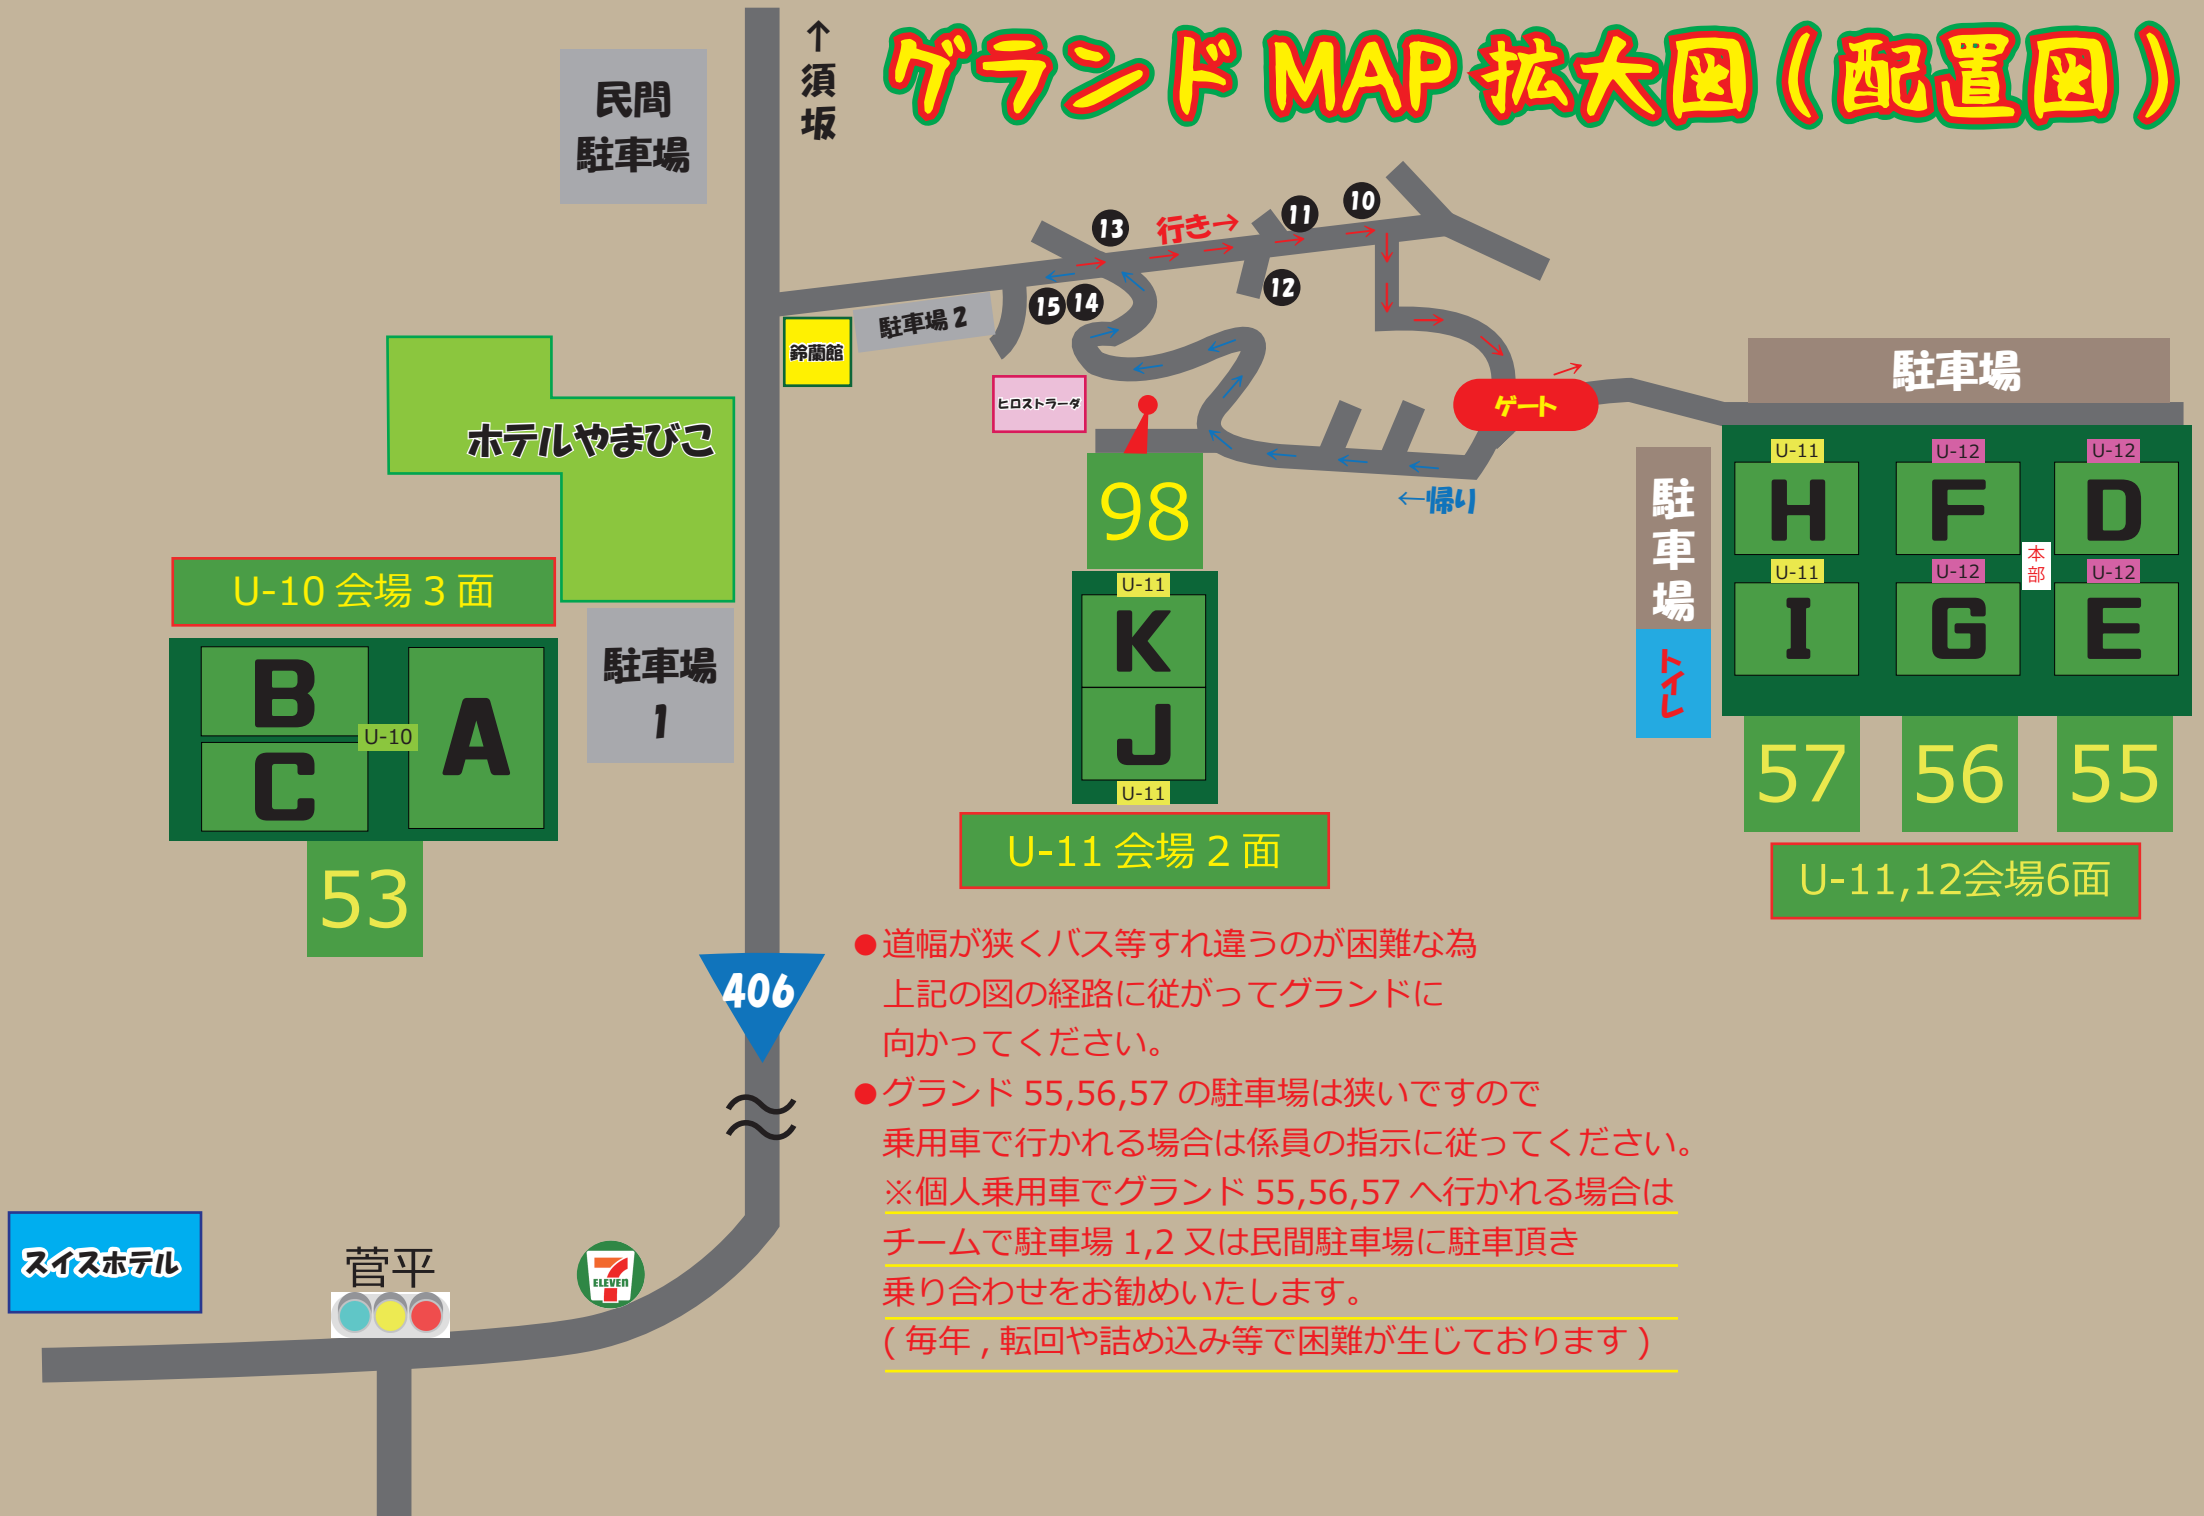 グランド MAP 拡大図(配置図)
↑須坂
民間
駐車場
13
行き→
11
10
12
15
14
駐車場 2
鈴蘭館
ヒロストラーダ
ゲート
←帰り
ホテルやまびこ
駐車場
駐車場
トイレ
U-11
U-12
U-12
H
F
D
本部
U-11
U-12
U-12
I
G
E
57
56
55
U-11,12会場6面
98
U-11
K
J
U-11
U-11 会場 2 面
U-10 会場 3 面
B
A
U-10
C
53
駐車場
1
406
●道幅が狭くバス等すれ違うのが困難な為
上記の図の経路に従がってグランドに
向かってください。
●グランド 55,56,57 の駐車場は狭いですので
乗用車で行かれる場合は係員の指示に従ってください。
※個人乗用車でグランド 55,56,57 へ行かれる場合は
チームで駐車場 1,2 又は民間駐車場に駐車頂き
乗り合わせをお勧めいたします。
( 毎年 , 転回や詰め込み等で困難が生じております )
スイスホテル
菅平
7
ELEVEn